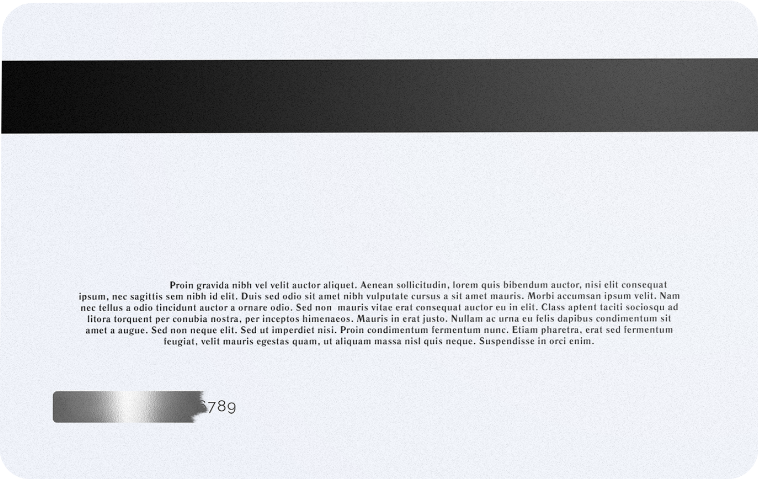 Proin gravida nibh vel velit auctor aliquet. Aenean sollicitudin, lorem quis bibendum auctor, nisi elit consequat
ipsum, nec sagittis sem nibh id elit. Duis sed odio sit amet nibh vulputate cursus a sit amet mauris. Morbi accumsan ipsum velit. Nam
nec tellus a odio tincidunt auctor a ornare odio. Sed non mauris vitae erat consequat auctor eu in elit. Class aptent taciti sociosqu ad
litora torquent per conubia nostra, per inceptos himenaeos. Mauris in erat justo. Nullam ac urna eu felis dapibus condimentum sit
amet a augue. Sed non neque elit. Sed ut imperdiet nisi. Proin condimentum fermentum nunc. Etiam pharetra, erat sed fermentum
feugiat, velit mauris egestas quam, ut aliquam massa nisl quis neque. Suspendisse in orci enim.
6789